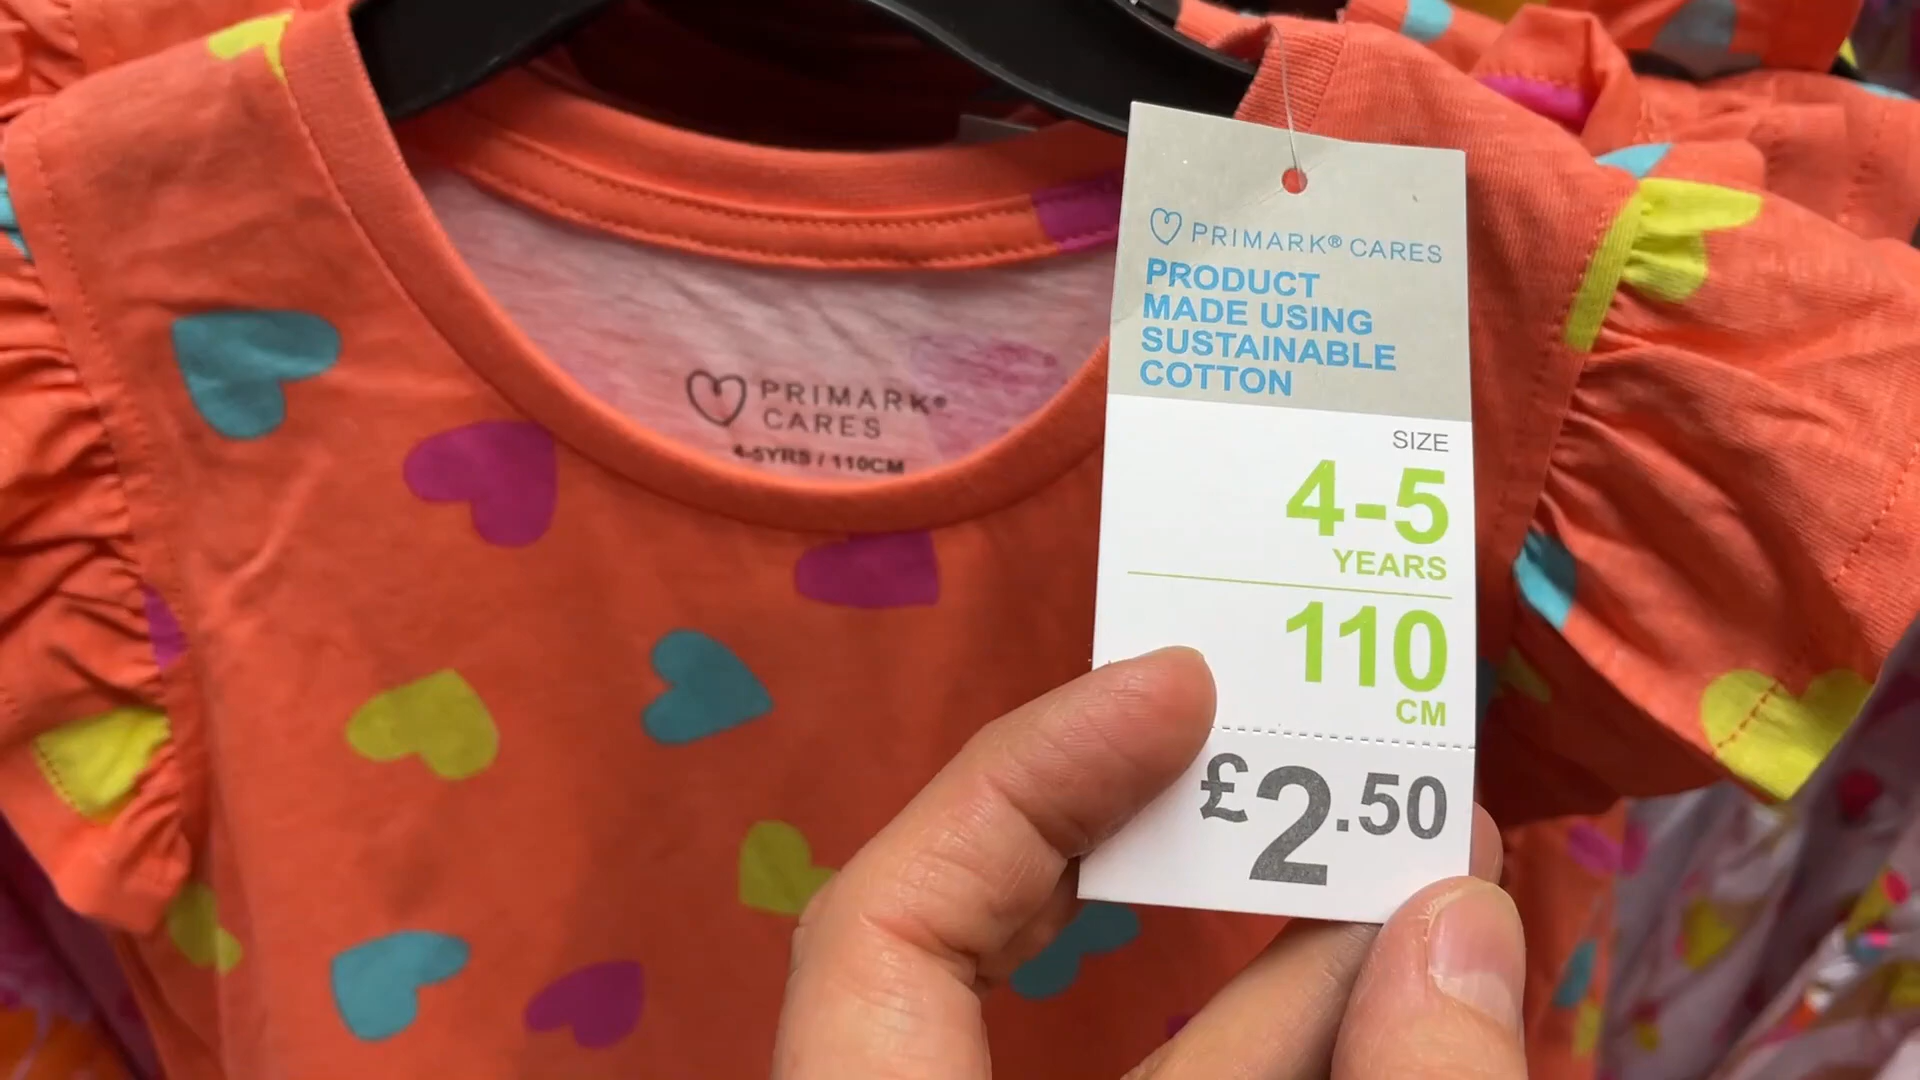 PRIMARK®
CARES
4-5YRS / 110CM
PRIMARK® CARES
PRODUCT
MADE USING
SUSTAINABLE
COTTON
SIZE
4-5
YEARS
110
CM
£2.50